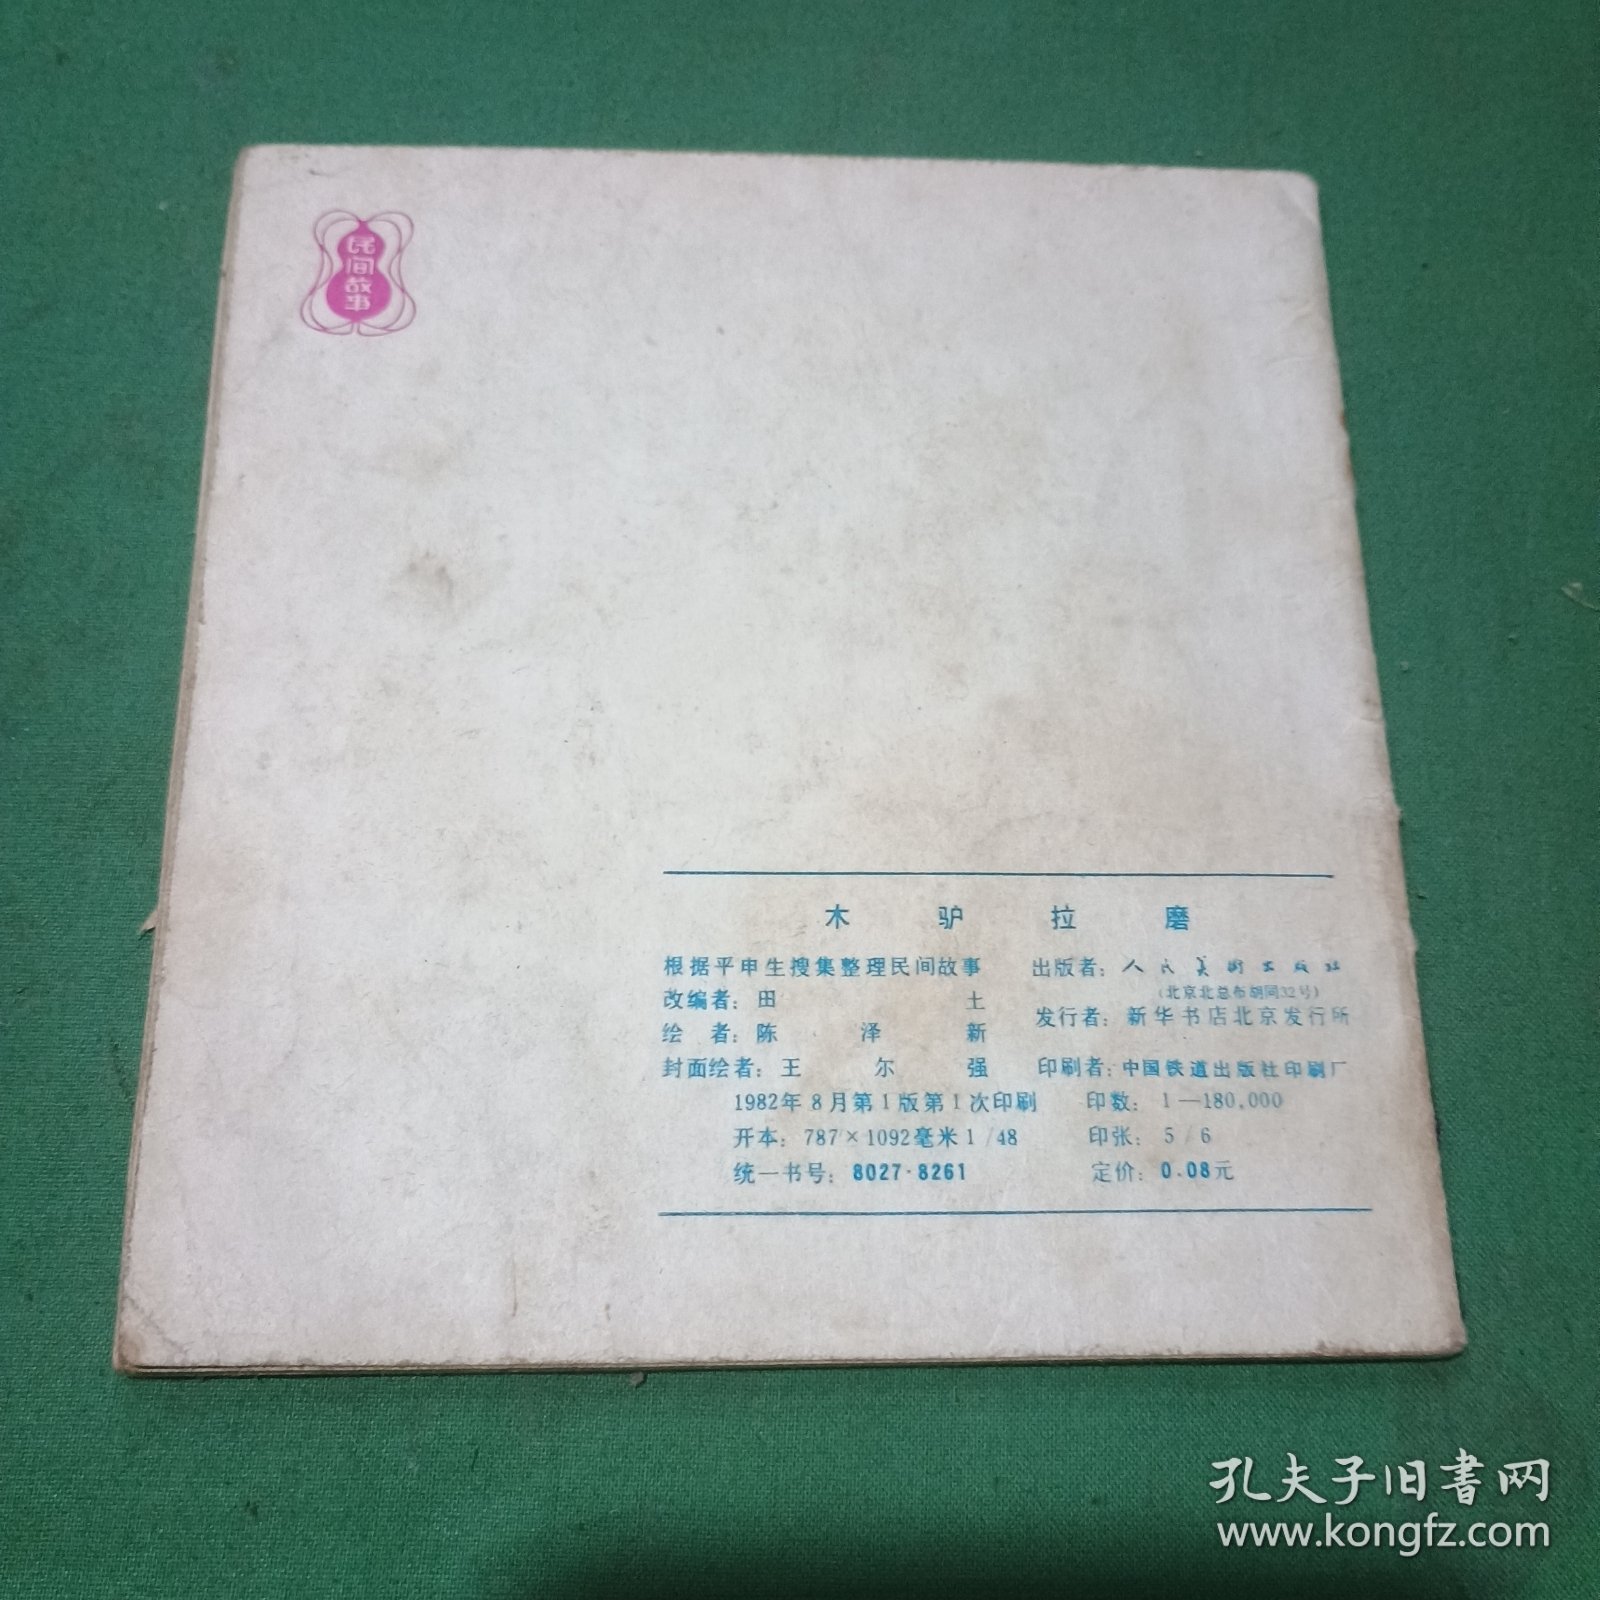 民间故事
木驴拉磨
根据平申生搜集整理民间故事
出版者：人民美术出版社
（北京北总布胡同32号）
改编者：田土
发行者：新华书店北京发行所
绘者：陈泽新
封面绘者：王尔强
印刷者：中国铁道出版社印刷厂
1982年8月第1版第1次印刷
印数：1—180,000
开本：787×1092毫米1/48
印张：5/6
统一书号：8027·8261
定价：0.08元
孔夫子旧书网
www.kongfz.com